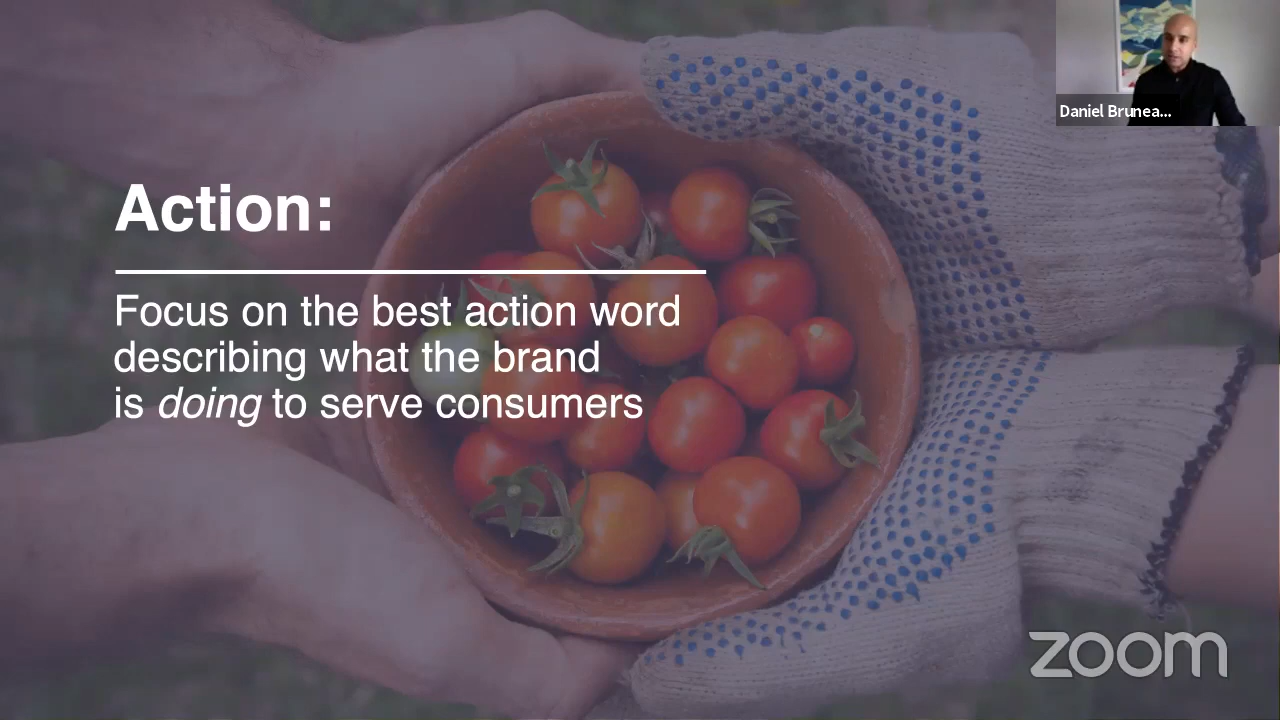 Daniel Brunea...
Action:
Focus on the best action word
describing what the brand
is doing to serve consumers
zoom